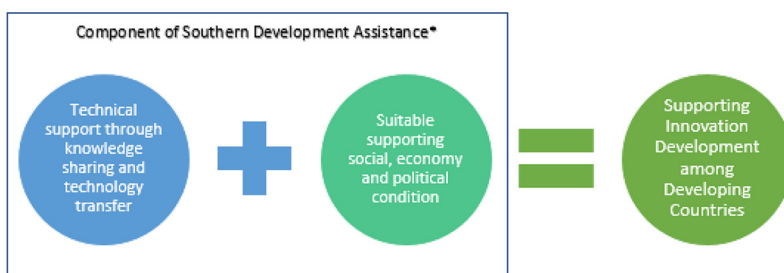 Component of Southern Development Assistance*
Technical
support through
knowledge
sharing and
technology
transfer
Suitable
supporting
social, economy
and political
condition
Supporting
Innovation
Development
among
Developing
Countries